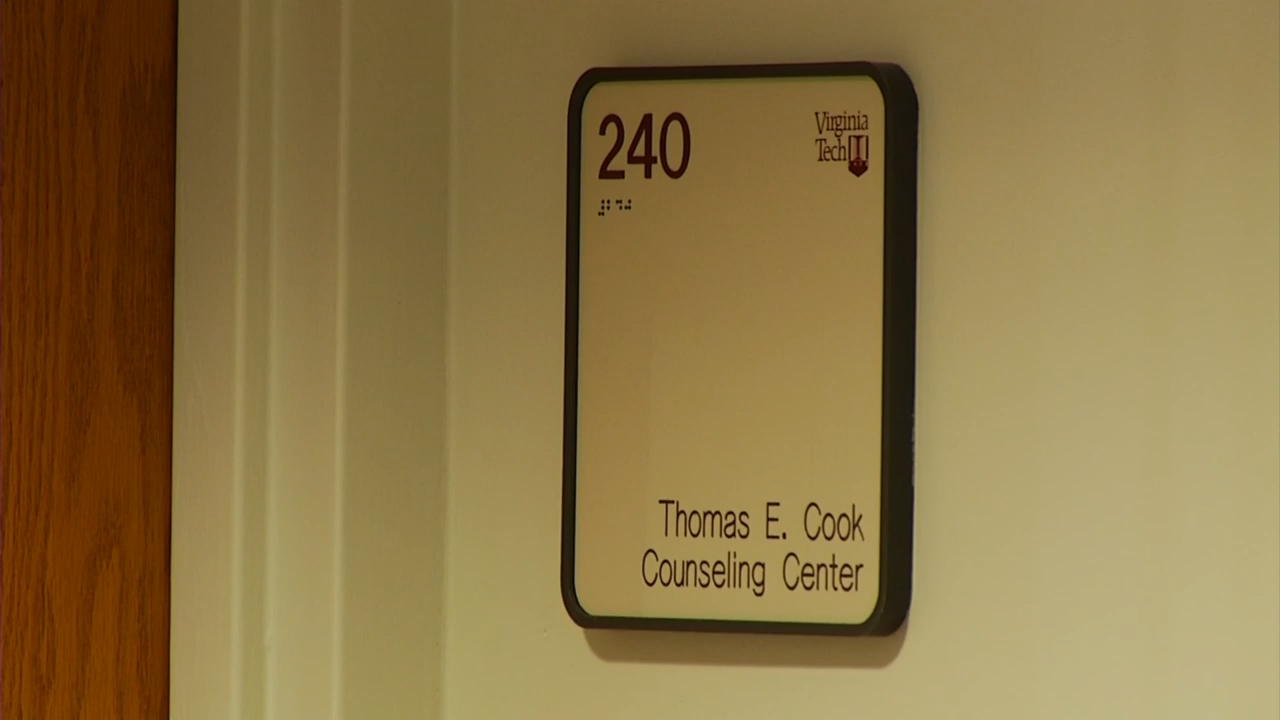 240
Virginia
Tech
⠼⠃⠙⠚
Thomas E. Cook
Counseling Center